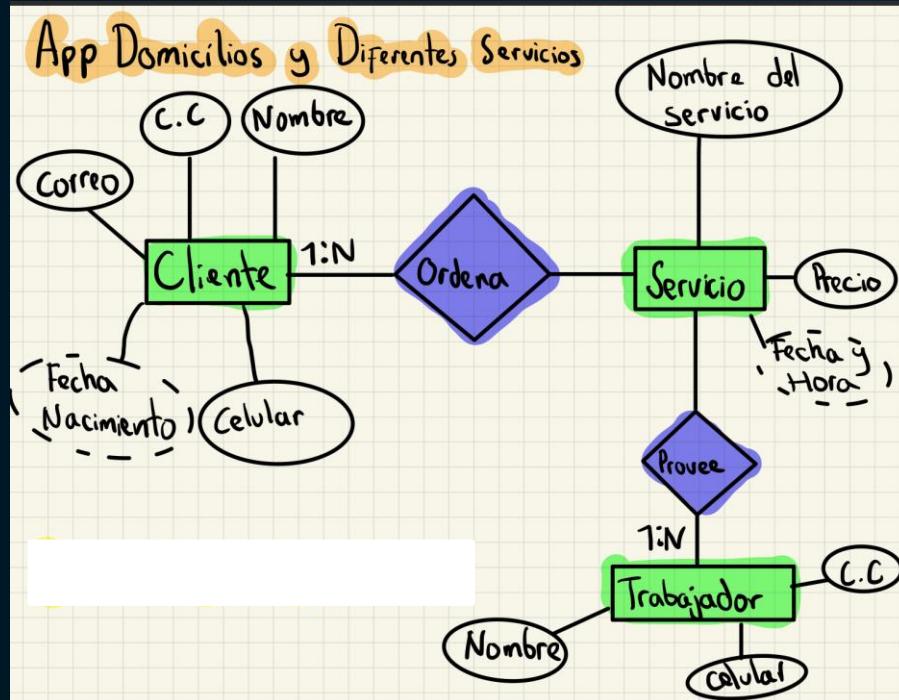 App Domicilios y Diferentes Servicios
C.C
Nombre
Correo
Cliente
1:N
Ordena
Fecha
Nacimiento
Celular
Nombre del
servicio
Servicio
Precio
Fecha y
Hora
Provee
1:N
Trabajador
C.C
Nombre
Celular